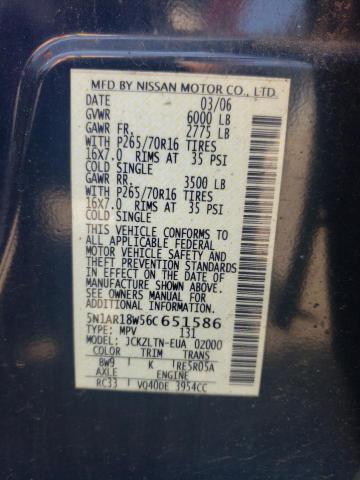 MFD BY NISSAN MOTOR CO., LTD.
DATE 03/06
GVWR 6000 LB
GAWR FR. 2775 LB
WITH P265/70R16 TIRES
16X7.0 RIMS AT 35 PSI
COLD SINGLE
GAWR RR. 3500 LB
WITH P265/70R16 TIRES
16X7.0 RIMS AT 35 PSI
COLD SINGLE
THIS VEHICLE CONFORMS TO
ALL APPLICABLE FEDERAL
MOTOR VEHICLE SAFETY AND
THEFT PREVENTION STANDARDS
IN EFFECT ON THE DATE OF
MANUFACTURE SHOWN ABOVE.
SEE OWNERS MANUAL FOR
ADDITIONAL INFORMATION.
5N1AR18W56C651586
TYPE: MPV 131
MODEL: JCKZLTN-EUA 02000
COLOR TRIM TRANS
BW9 K RE5R05A
AXLE ENGINE
RC33 VQ40DE 3954CC